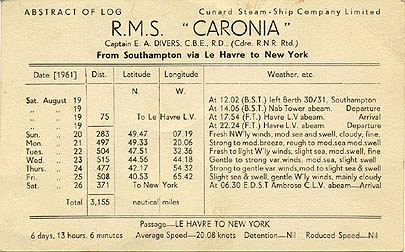 ABSTRACT OF LOG Cunard Steam-Ship Company Limited
R.M.S. "CARONIA"
Captain E. A. DIVERS, C.B.E., R.D., (Cdre. R.N.R. Rtd.)
From Southampton via Le Havre to New York
Date [1961] Dist. Latitude Longitude Weather, etc.
N. W.
Sat. August 19 At 12.02 (B.S.T.) left Berth 30/31, Southampton
„ „ 19 At 14.06 (B.S.T.) Nab Tower abeam. Departure
„ „ 19 75 To Le Havre L.V. At 17.54 (F.T.) Havre L.V. abeam. Arrival
„ „ 19 At 22.24 (F.T.) Havre L.V. abeam. Departure
Sun. „ 20 283 49.47 07.19 Fresh NW'ly winds, mod.sea and swell, cloudy, fine.
Mon. „ 21 497 49.33 20.06 Strong to mod.breeze, rough to mod.sea mod.swell
Tues. „ 22 504 47.51 32.36 Fresh to light W'ly winds, slight sea, mod.swell, fine
Wed. „ 23 515 44.56 44.18 Gentle to strong var.winds, mod.sea, slight swell
Thur. „ 24 477 42.17 54.32 Strong to gentle var.winds,mod to slight sea & swell
Fri. „ 25 508 40.53 65.42 Slight sea & swell, gentle W'ly winds, mainly cloudy
Sat. „ 26 371 To New York At 06.30 E.D.S.T Ambrose C.L.V. abeam—Arrival
Total 3,155 nautical miles
Passage—LE HAVRE TO NEW YORK
6 days, 13 hours, 6 minutes Average Speed—20.08 knots Detention—Nil Reduced Speed—Nil